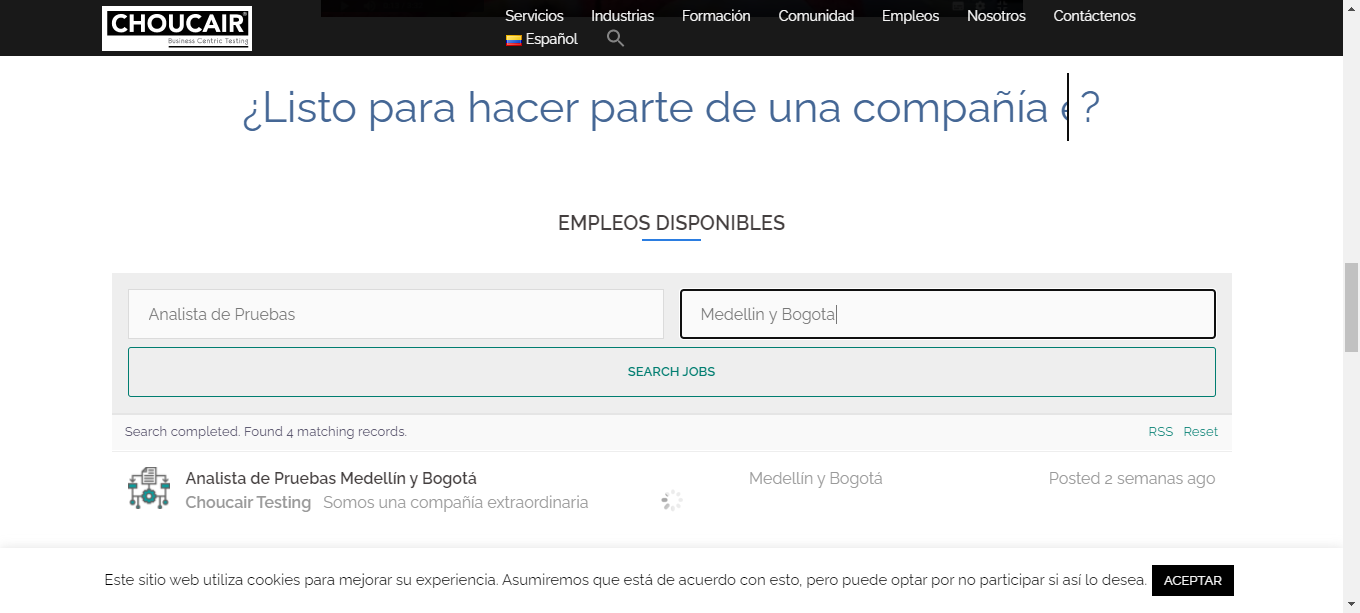 CHOUCAIR®
Business Centric Testing
Servicios Industrias Formación Comunidad Empleos Nosotros Contáctenos
Español
¿Listo para hacer parte de una compañía e?
EMPLEOS DISPONIBLES
Analista de Pruebas Medellin y Bogota
SEARCH JOBS
Search completed. Found 4 matching records. RSS Reset
Analista de Pruebas Medellín y Bogotá Medellín y Bogotá Posted 2 semanas ago
Choucair Testing Somos una compañía extraordinaria
Este sitio web utiliza cookies para mejorar su experiencia. Asumiremos que está de acuerdo con esto, pero puede optar por no participar si así lo desea. ACEPTAR